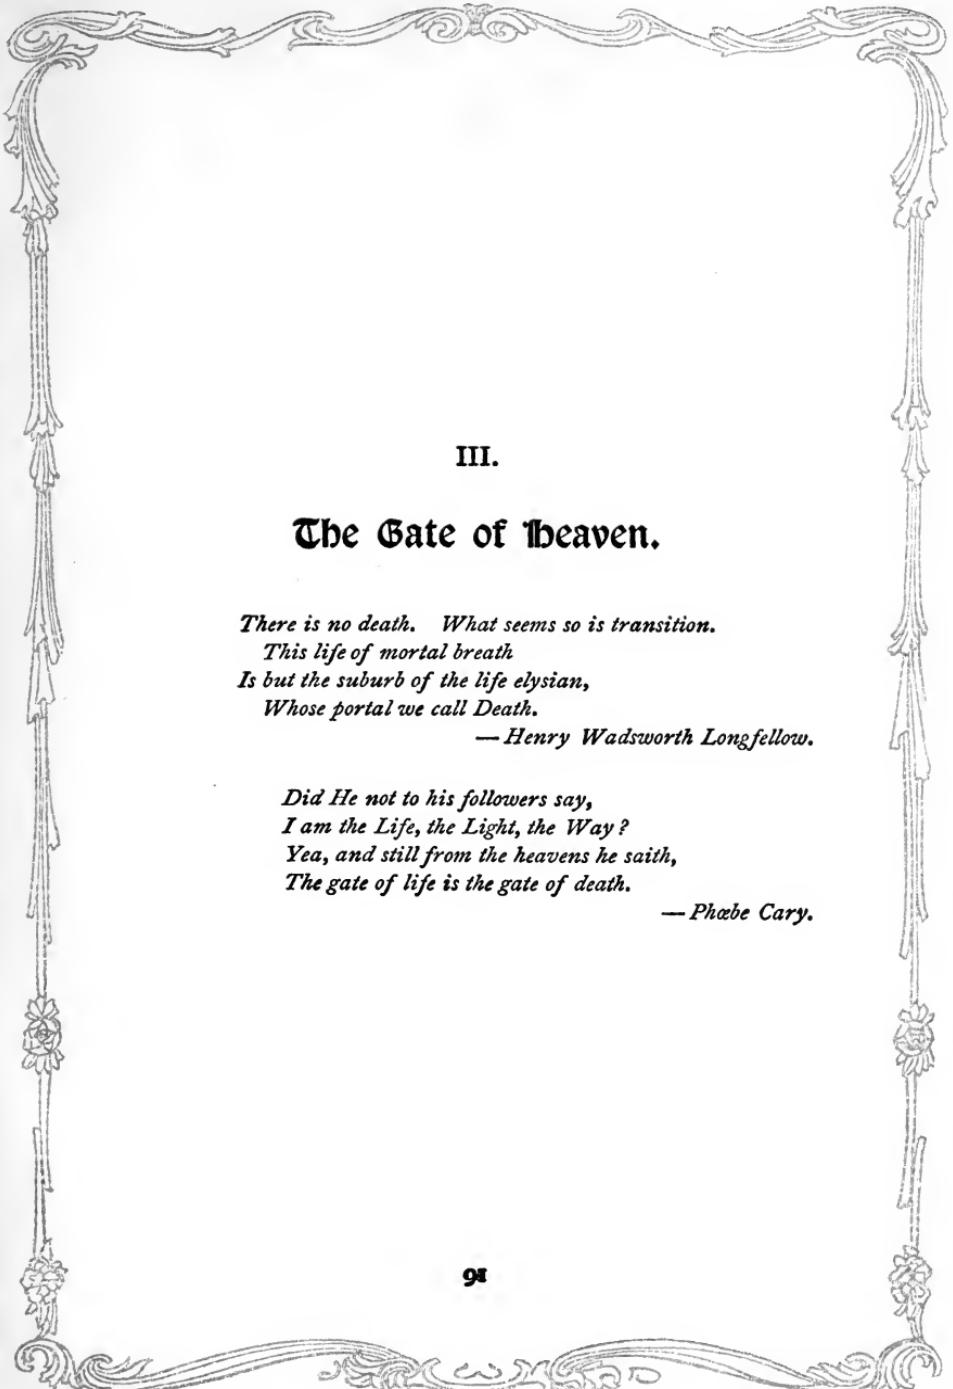 III.
The Gate of Heaven.
There is no death. What seems so is transition.
This life of mortal breath
Is but the suburb of the life elysian,
Whose portal we call Death.
— Henry Wadsworth Longfellow.
Did He not to his followers say,
I am the Life, the Light, the Way?
Yea, and still from the heavens he saith,
The gate of life is the gate of death.
— Phœbe Cary.
91